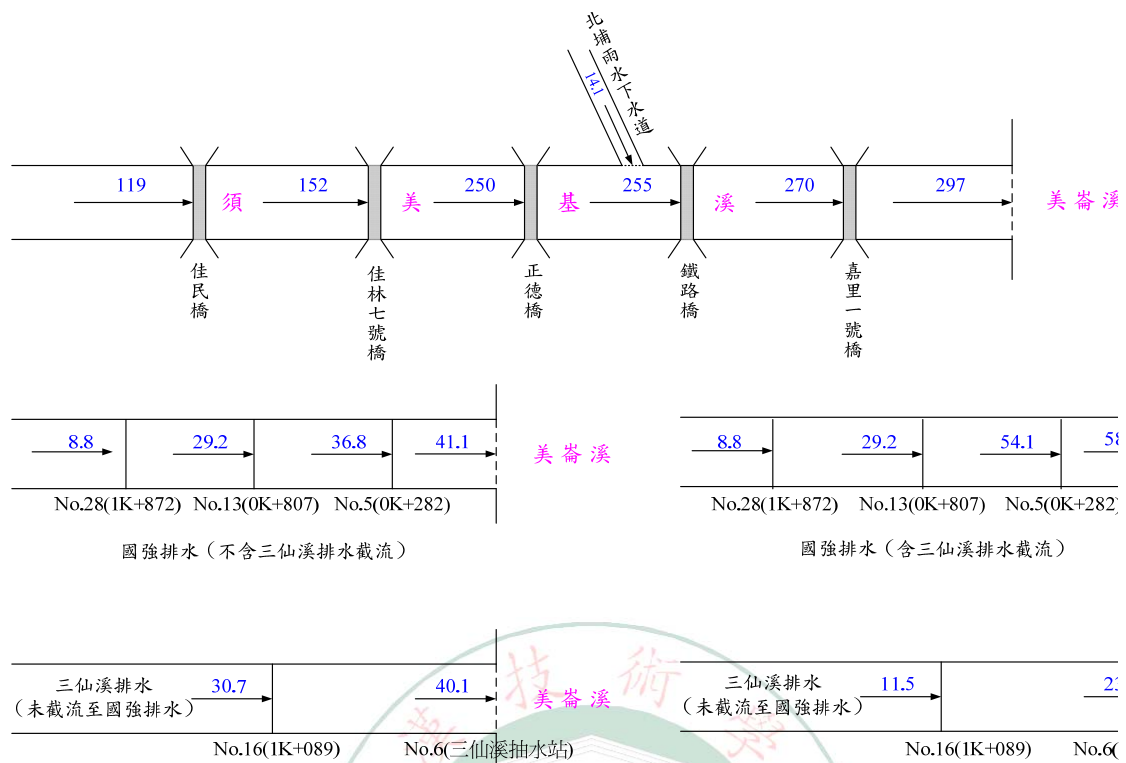 北埔雨水下水道
14.1
119
152
250
255
270
297
須美基溪
美崙溪
佳民橋
佳林七號橋
正德橋
鐵路橋
嘉里一號橋
8.8
29.2
36.8
41.1
美崙溪
No.28(1K+872)
No.13(0K+807)
No.5(0K+282)
國強排水（不含三仙溪排水截流）
8.8
29.2
54.1
No.28(1K+872)
No.13(0K+807)
No.5(0K+282)
國強排水（含三仙溪排水截流）
三仙溪排水
（未截流至國強排水）
30.7
40.1
美崙溪
No.16(1K+089)
No.6(三仙溪抽水站)
三仙溪排水
（未截流至國強排水）
11.5
No.16(1K+089)
No.6(
技術學